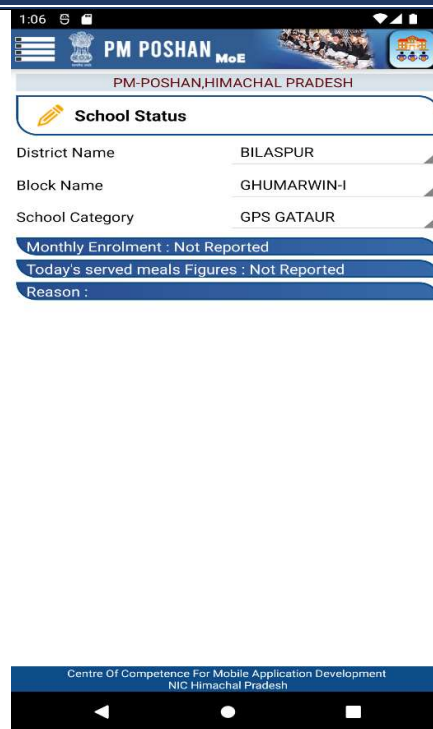 1:06
PM POSHAN MoE
PM-POSHAN,HIMACHAL PRADESH
School Status
District Name BILASPUR
Block Name GHUMARWIN-I
School Category GPS GATAUR
Monthly Enrolment : Not Reported
Today's served meals Figures : Not Reported
Reason :
Centre Of Competence For Mobile Application Development
NIC Himachal Pradesh